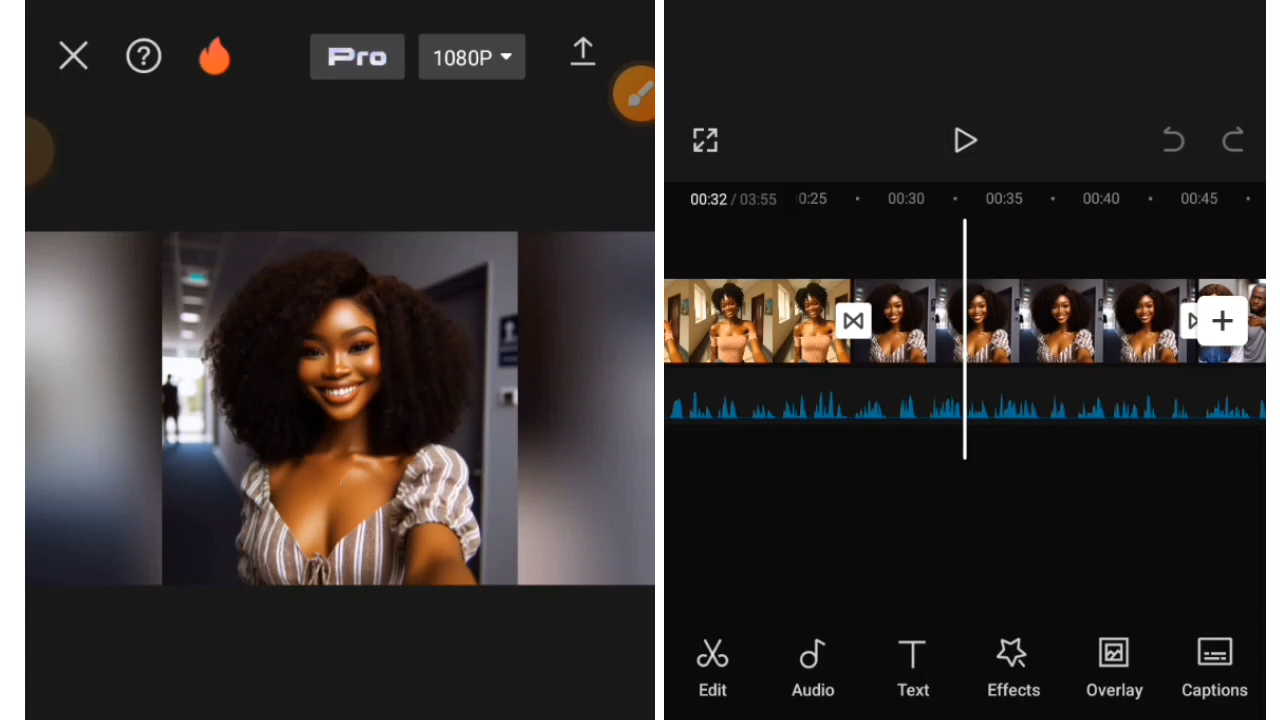 Pro
1080P
00:32 / 03:55
0:25
00:30
00:35
00:40
00:45
Edit
Audio
Text
Effects
Overlay
Captions